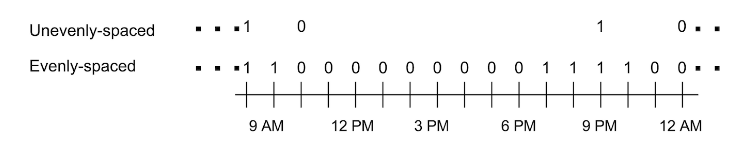 Unevenly-spaced ▪ ▪ ▪ 1 0 1 0 ▪ ▪
Evenly-spaced ▪ ▪ ▪ 1 1 0 0 0 0 0 0 0 0 0 1 1 1 1 0 0 ▪ ▪
9 AM 12 PM 3 PM 6 PM 9 PM 12 AM